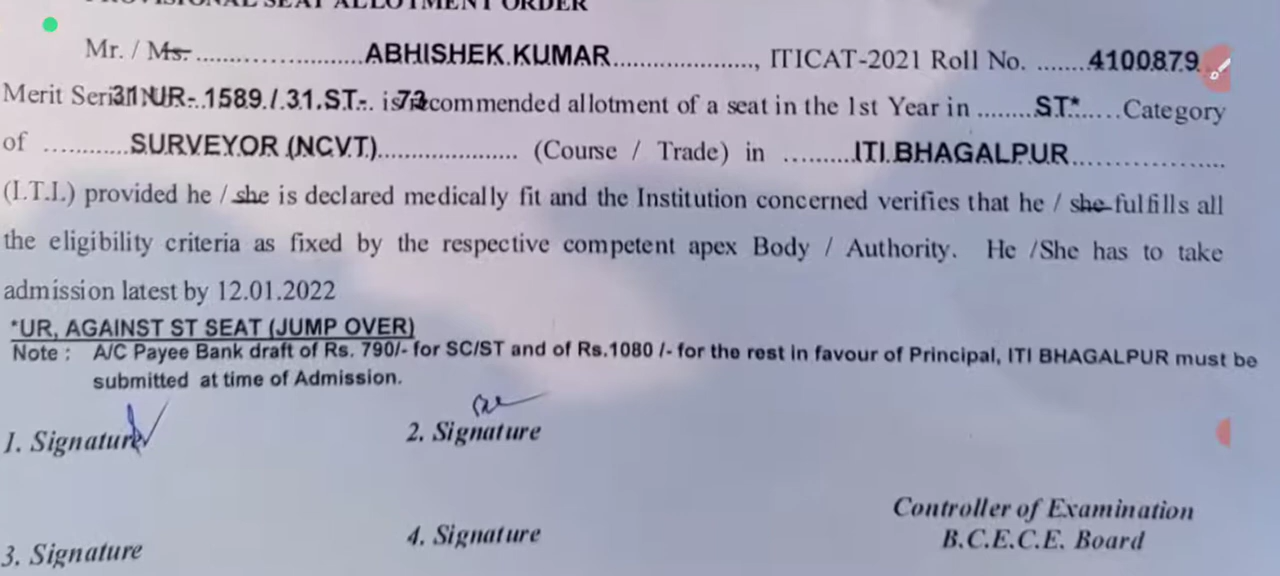 PROVISIONAL SEAT ALLOTMENT ORDER
Mr. / Ms. ........................ABHISHEK KUMAR...................., ITICAT-2021 Roll No. ........4100879
UR-.1589./.31.ST-. commended allotment of a seat in the 1st Year in ........ST*......Category
of ............SURVEYOR (NCVT).................... (Course / Trade) in ..........ITI.BHAGALPUR......................
(I.T.I.) provided he / she is declared medically fit and the Institution concerned verifies that he / she fulfills all
the eligibility criteria as fixed by the respective competent apex Body / Authority. He /She has to take
admission latest by 12.01.2022
*UR, AGAINST ST SEAT (JUMP OVER)
Note : A/C Payee Bank draft of Rs. 790/- for SC/ST and of Rs.1080 /- for the rest in favour of Principal, ITI BHAGALPUR must be
submitted at time of Admission.
1. Signature
2. Signature
Controller of Examination
B.C.E.C.E. Board
3. Signature
4. Signature